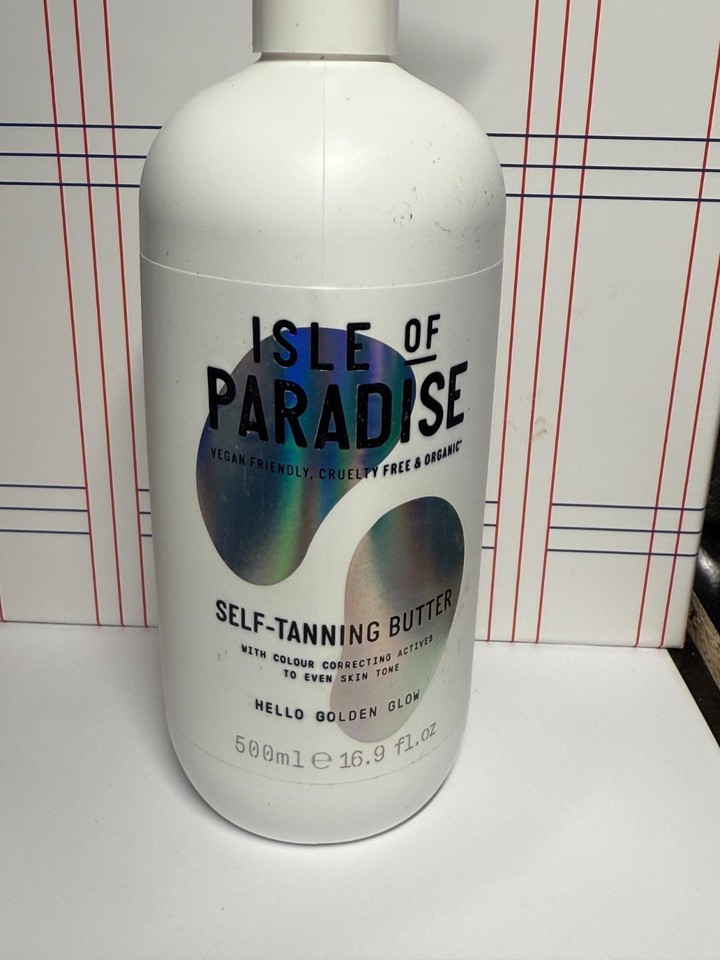 ISLE OF
PARADISE
VEGAN FRIENDLY, CRUELTY FREE & ORGANIC*
SELF-TANNING BUTTER
WITH COLOUR CORRECTING ACTIVES
TO EVEN SKIN TONE
HELLO GOLDEN GLOW
500ml ℮ 16.9 fl.oz